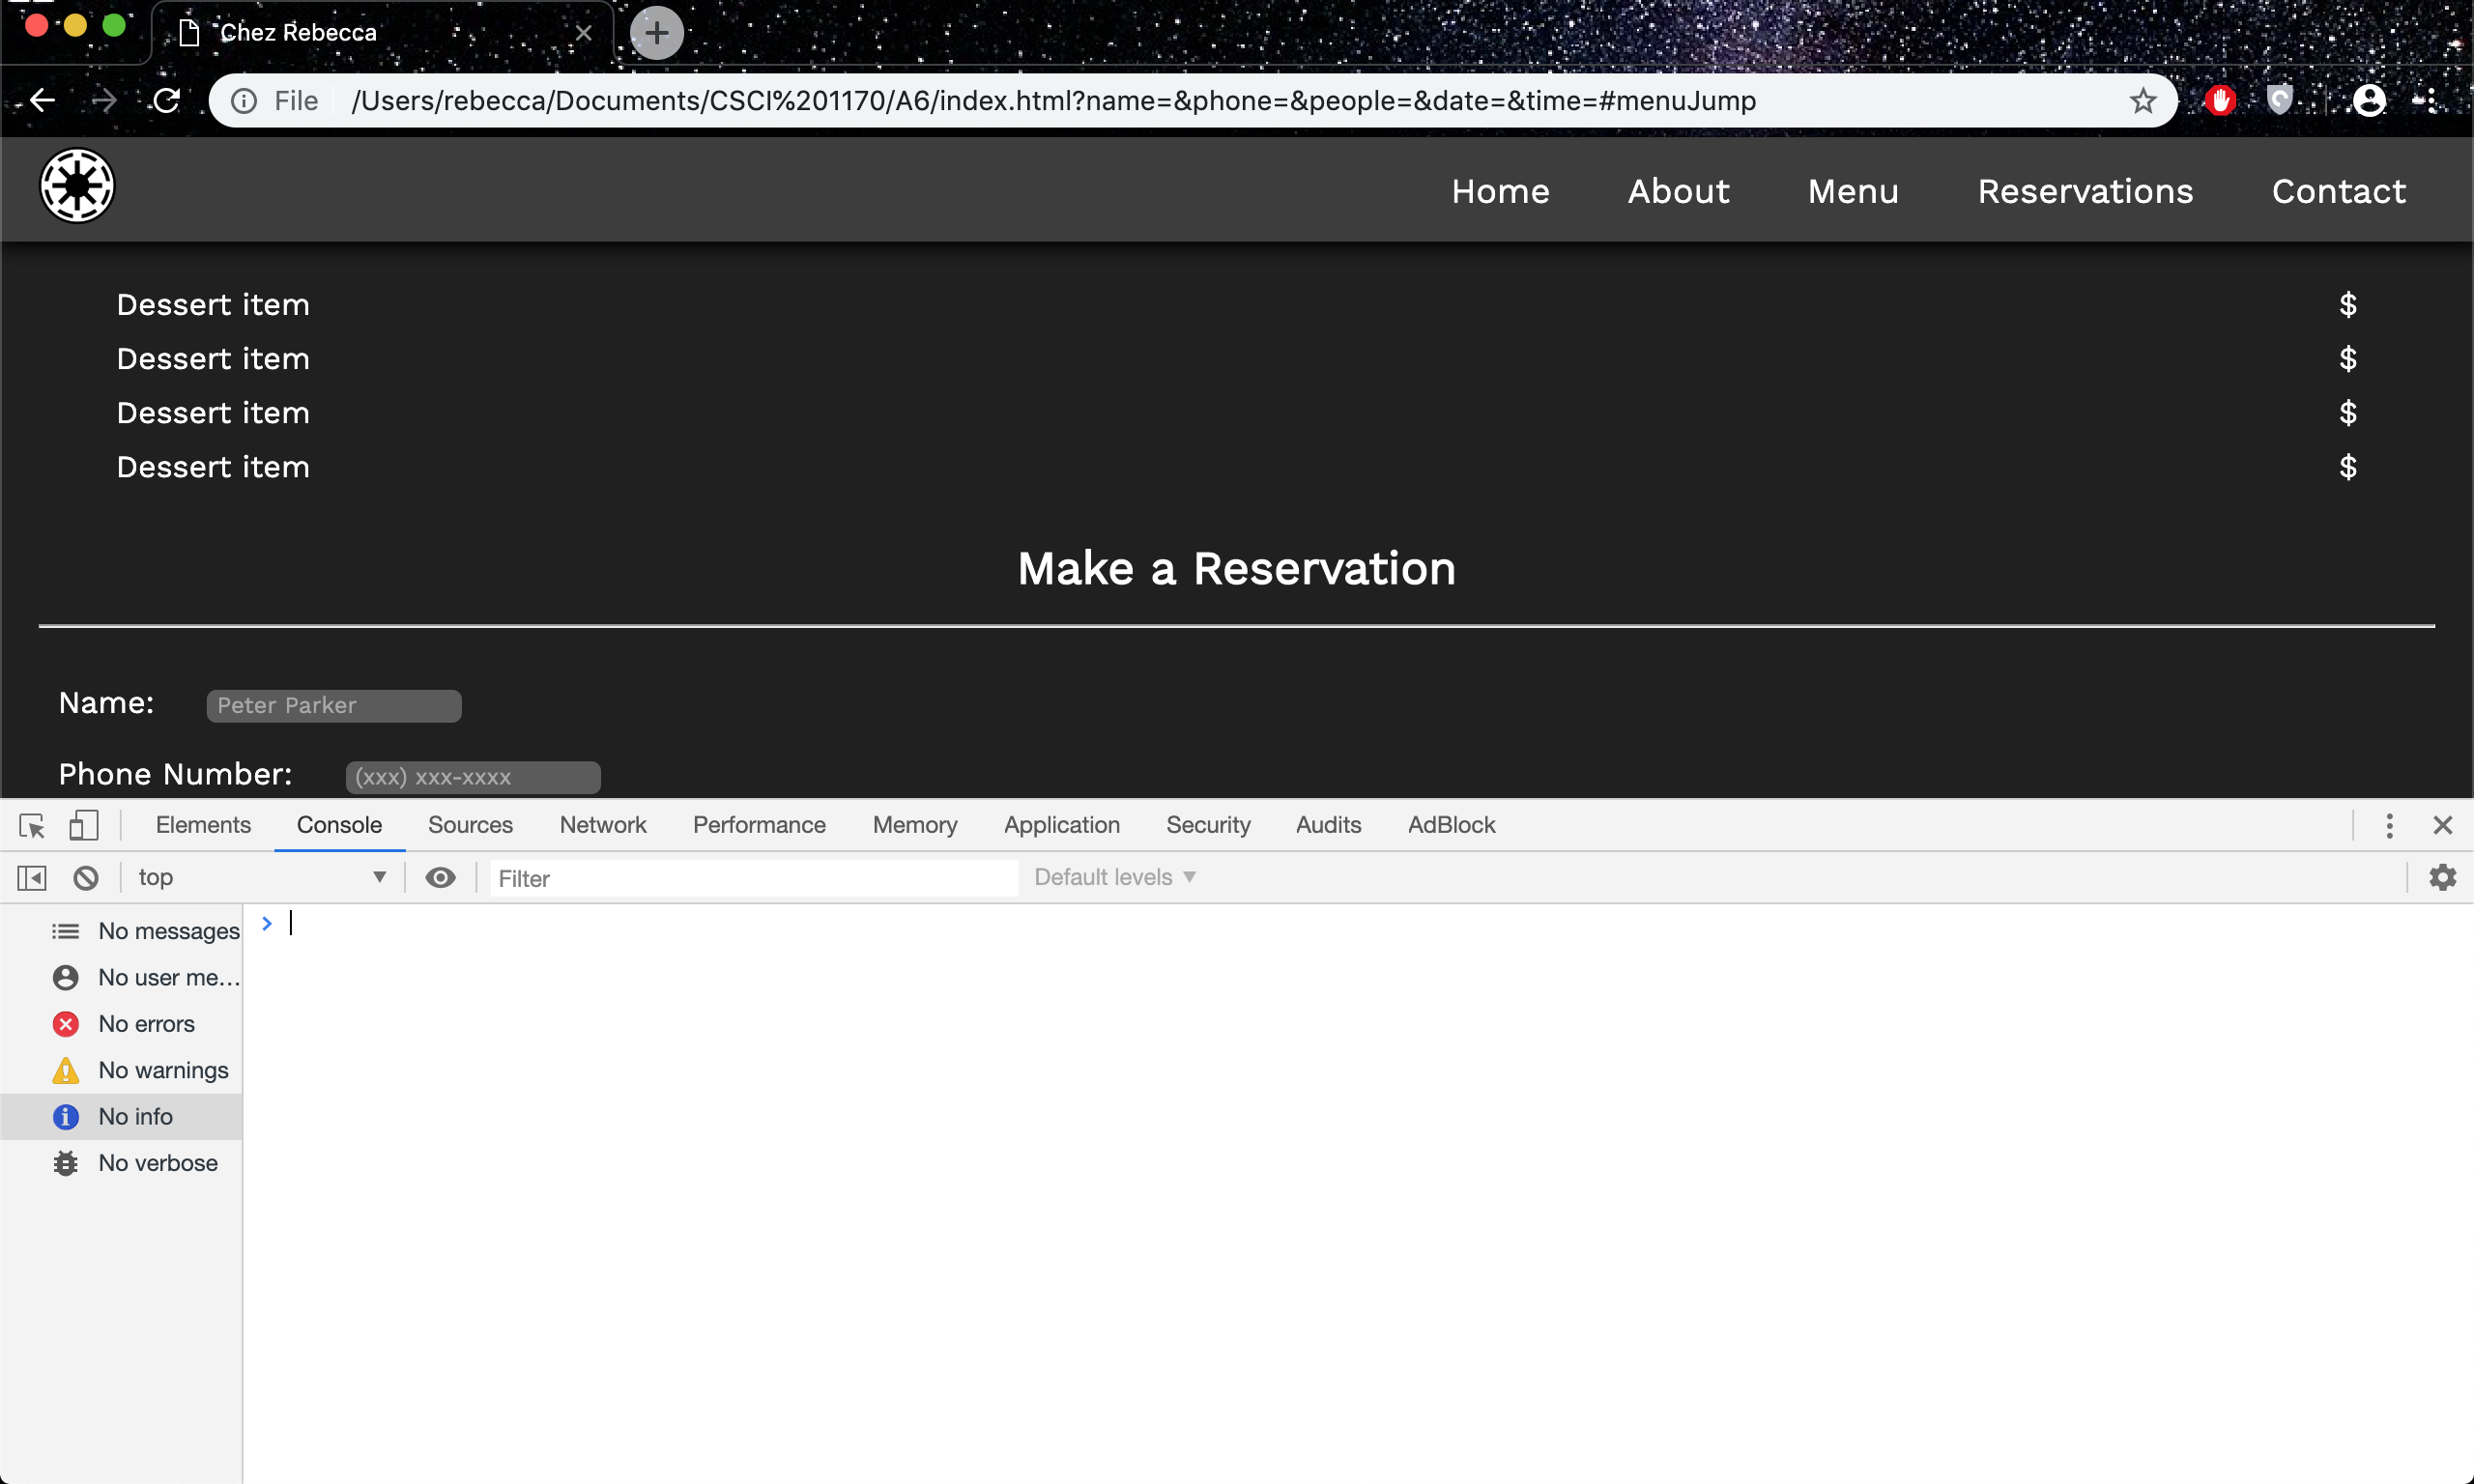 Chez Rebecca
File /Users/rebecca/Documents/CSCI%201170/A6/index.html?name=&phone=&people=&date=&time=#menuJump
Home About Menu Reservations Contact
Dessert item $
Dessert item $
Dessert item $
Dessert item $
Make a Reservation
Name: Peter Parker
Phone Number: (xxx) xxx-xxxx
Elements Console Sources Network Performance Memory Application Security Audits AdBlock
top Filter Default levels
No messages
No user me…
No errors
No warnings
No info
No verbose